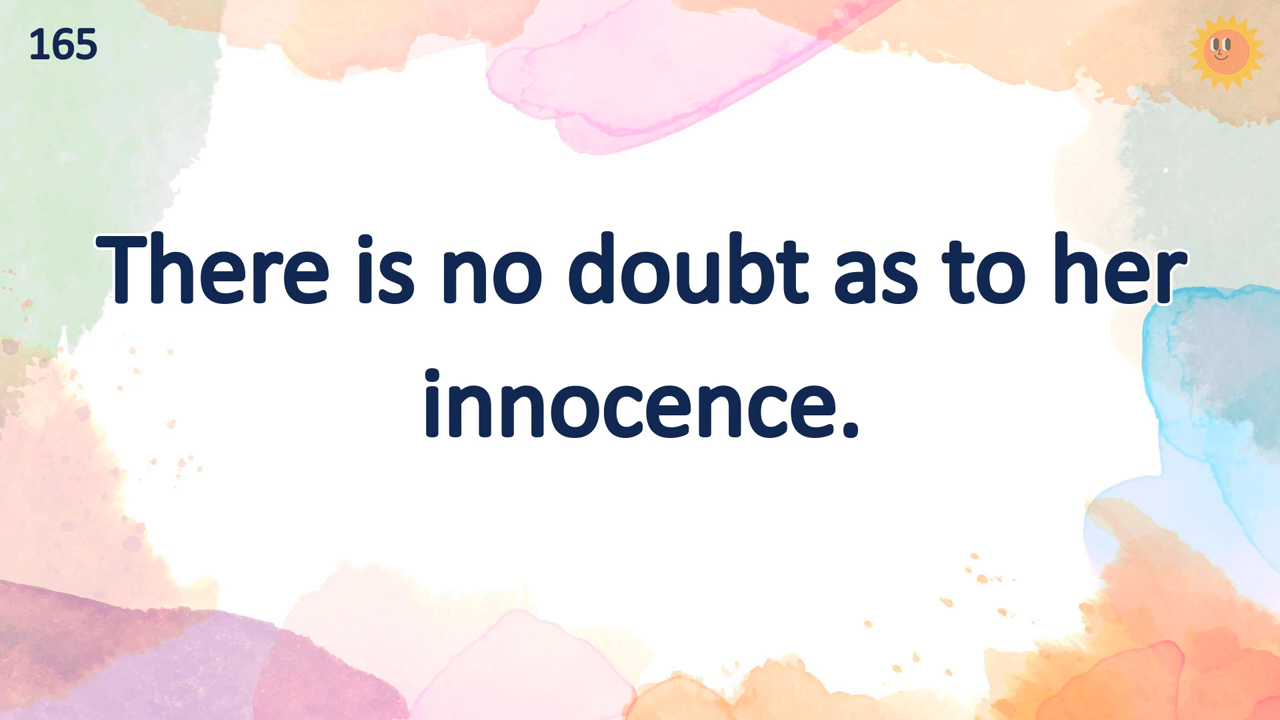 165
There is no doubt as to her
innocence.